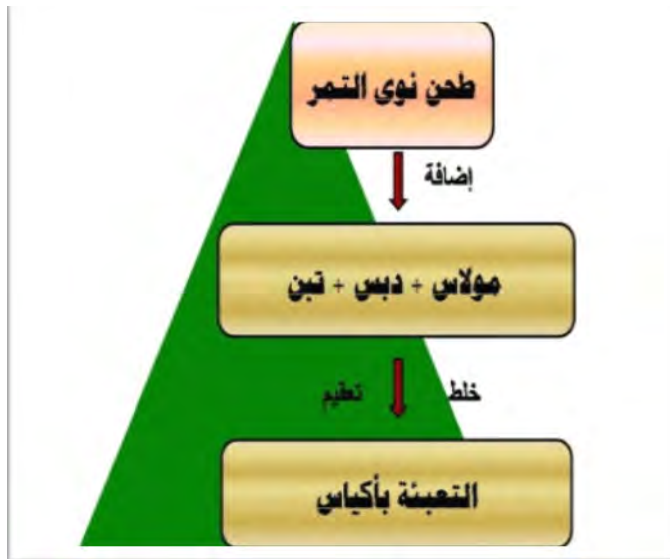 طحن نوى التمر
إضافة
مولاس + دبس + تبن
خلط
تعقيم
التعبئة بأكياس